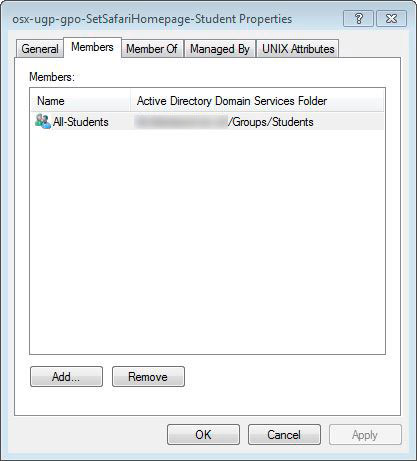 osx-ugp-gpo-SetSafariHomepage-Student Properties
General Members Member Of Managed By UNIX Attributes
Members:
Name Active Directory Domain Services Folder
All-Students /Groups/Students
Add... Remove
OK Cancel Apply